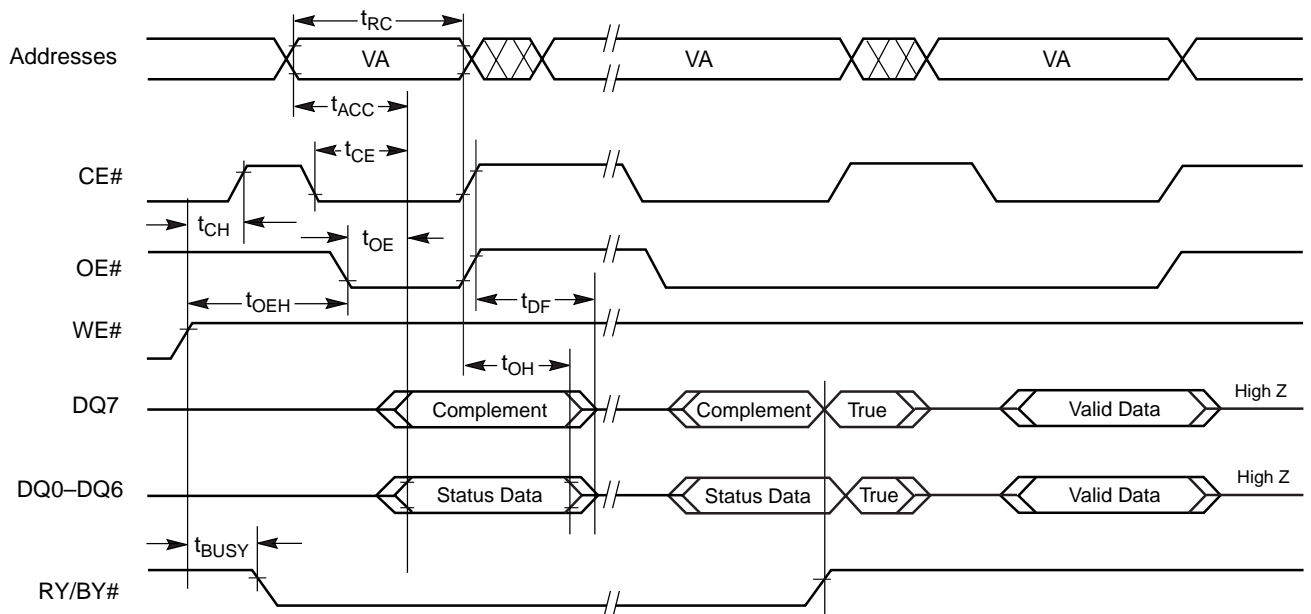 tRC
Addresses VA VA VA
tACC
tCE
CE#
tCH
tOE
OE#
tOEH
tDF
WE#
tOH
DQ7 Complement Complement True Valid Data High Z
DQ0–DQ6 Status Data Status Data True Valid Data High Z
tBUSY
RY/BY#